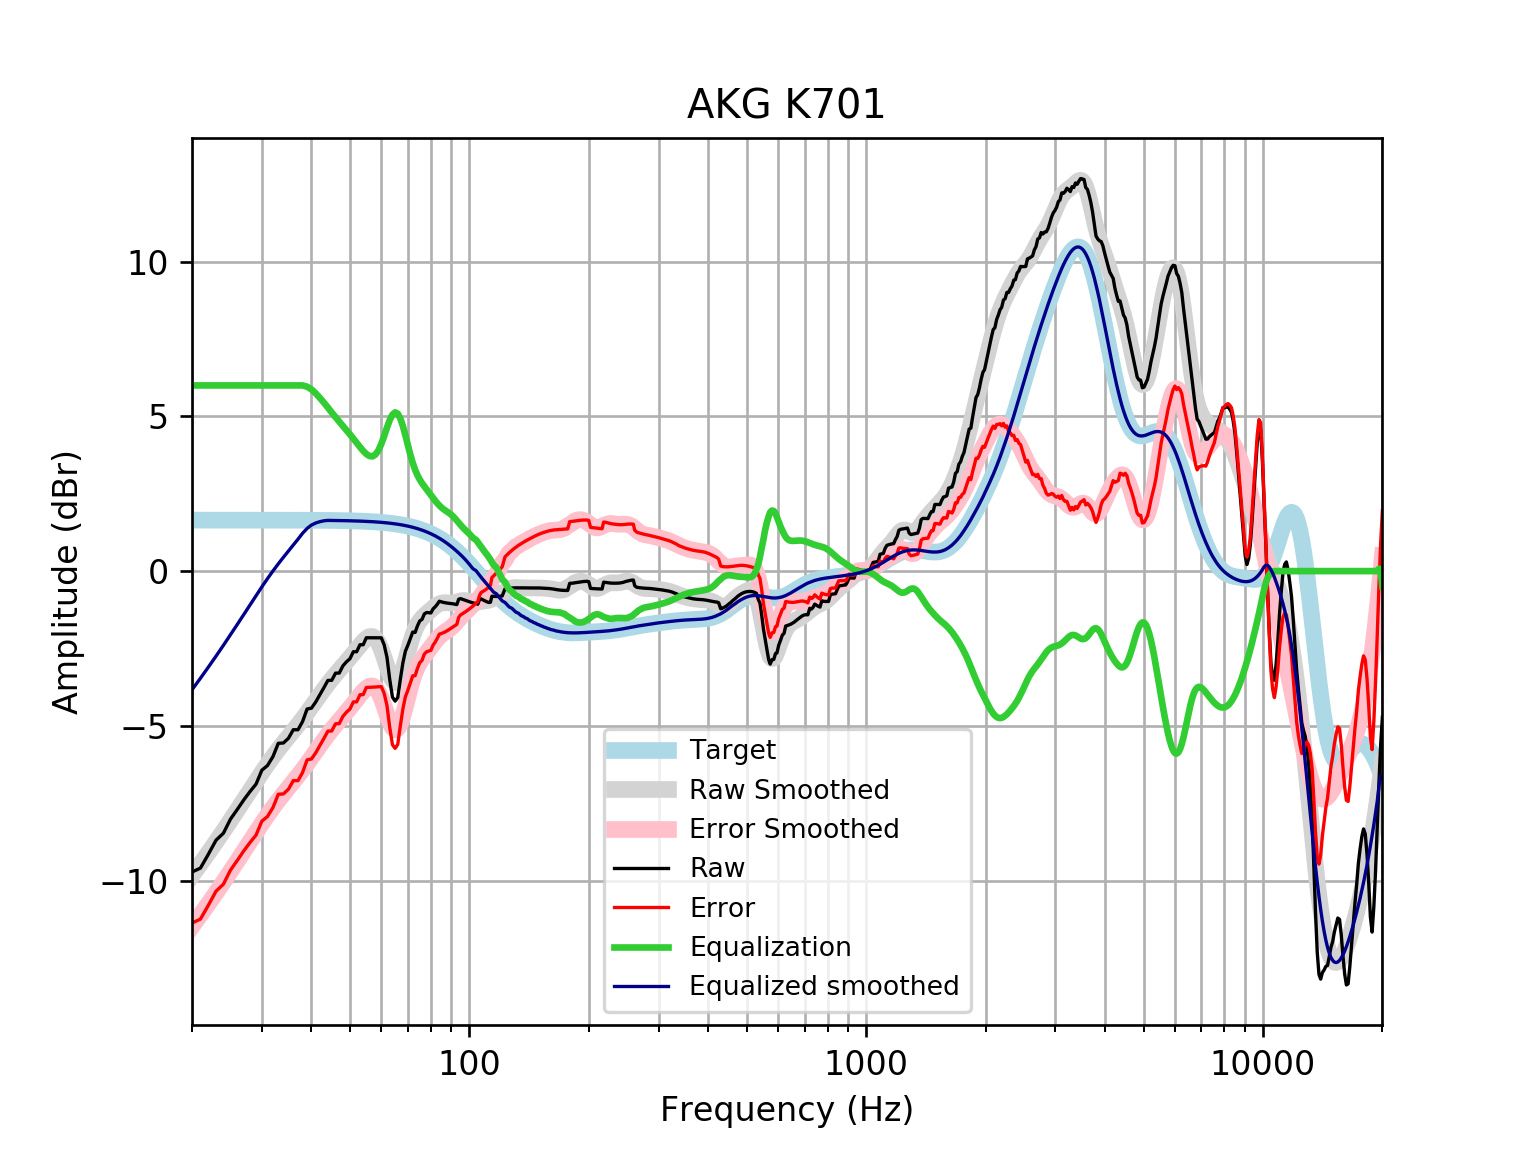 AKG K701
Amplitude (dBr)
10
5
0
−5
−10
Target
Raw Smoothed
Error Smoothed
Raw
Error
Equalization
Equalized smoothed
100
1000
10000
Frequency (Hz)